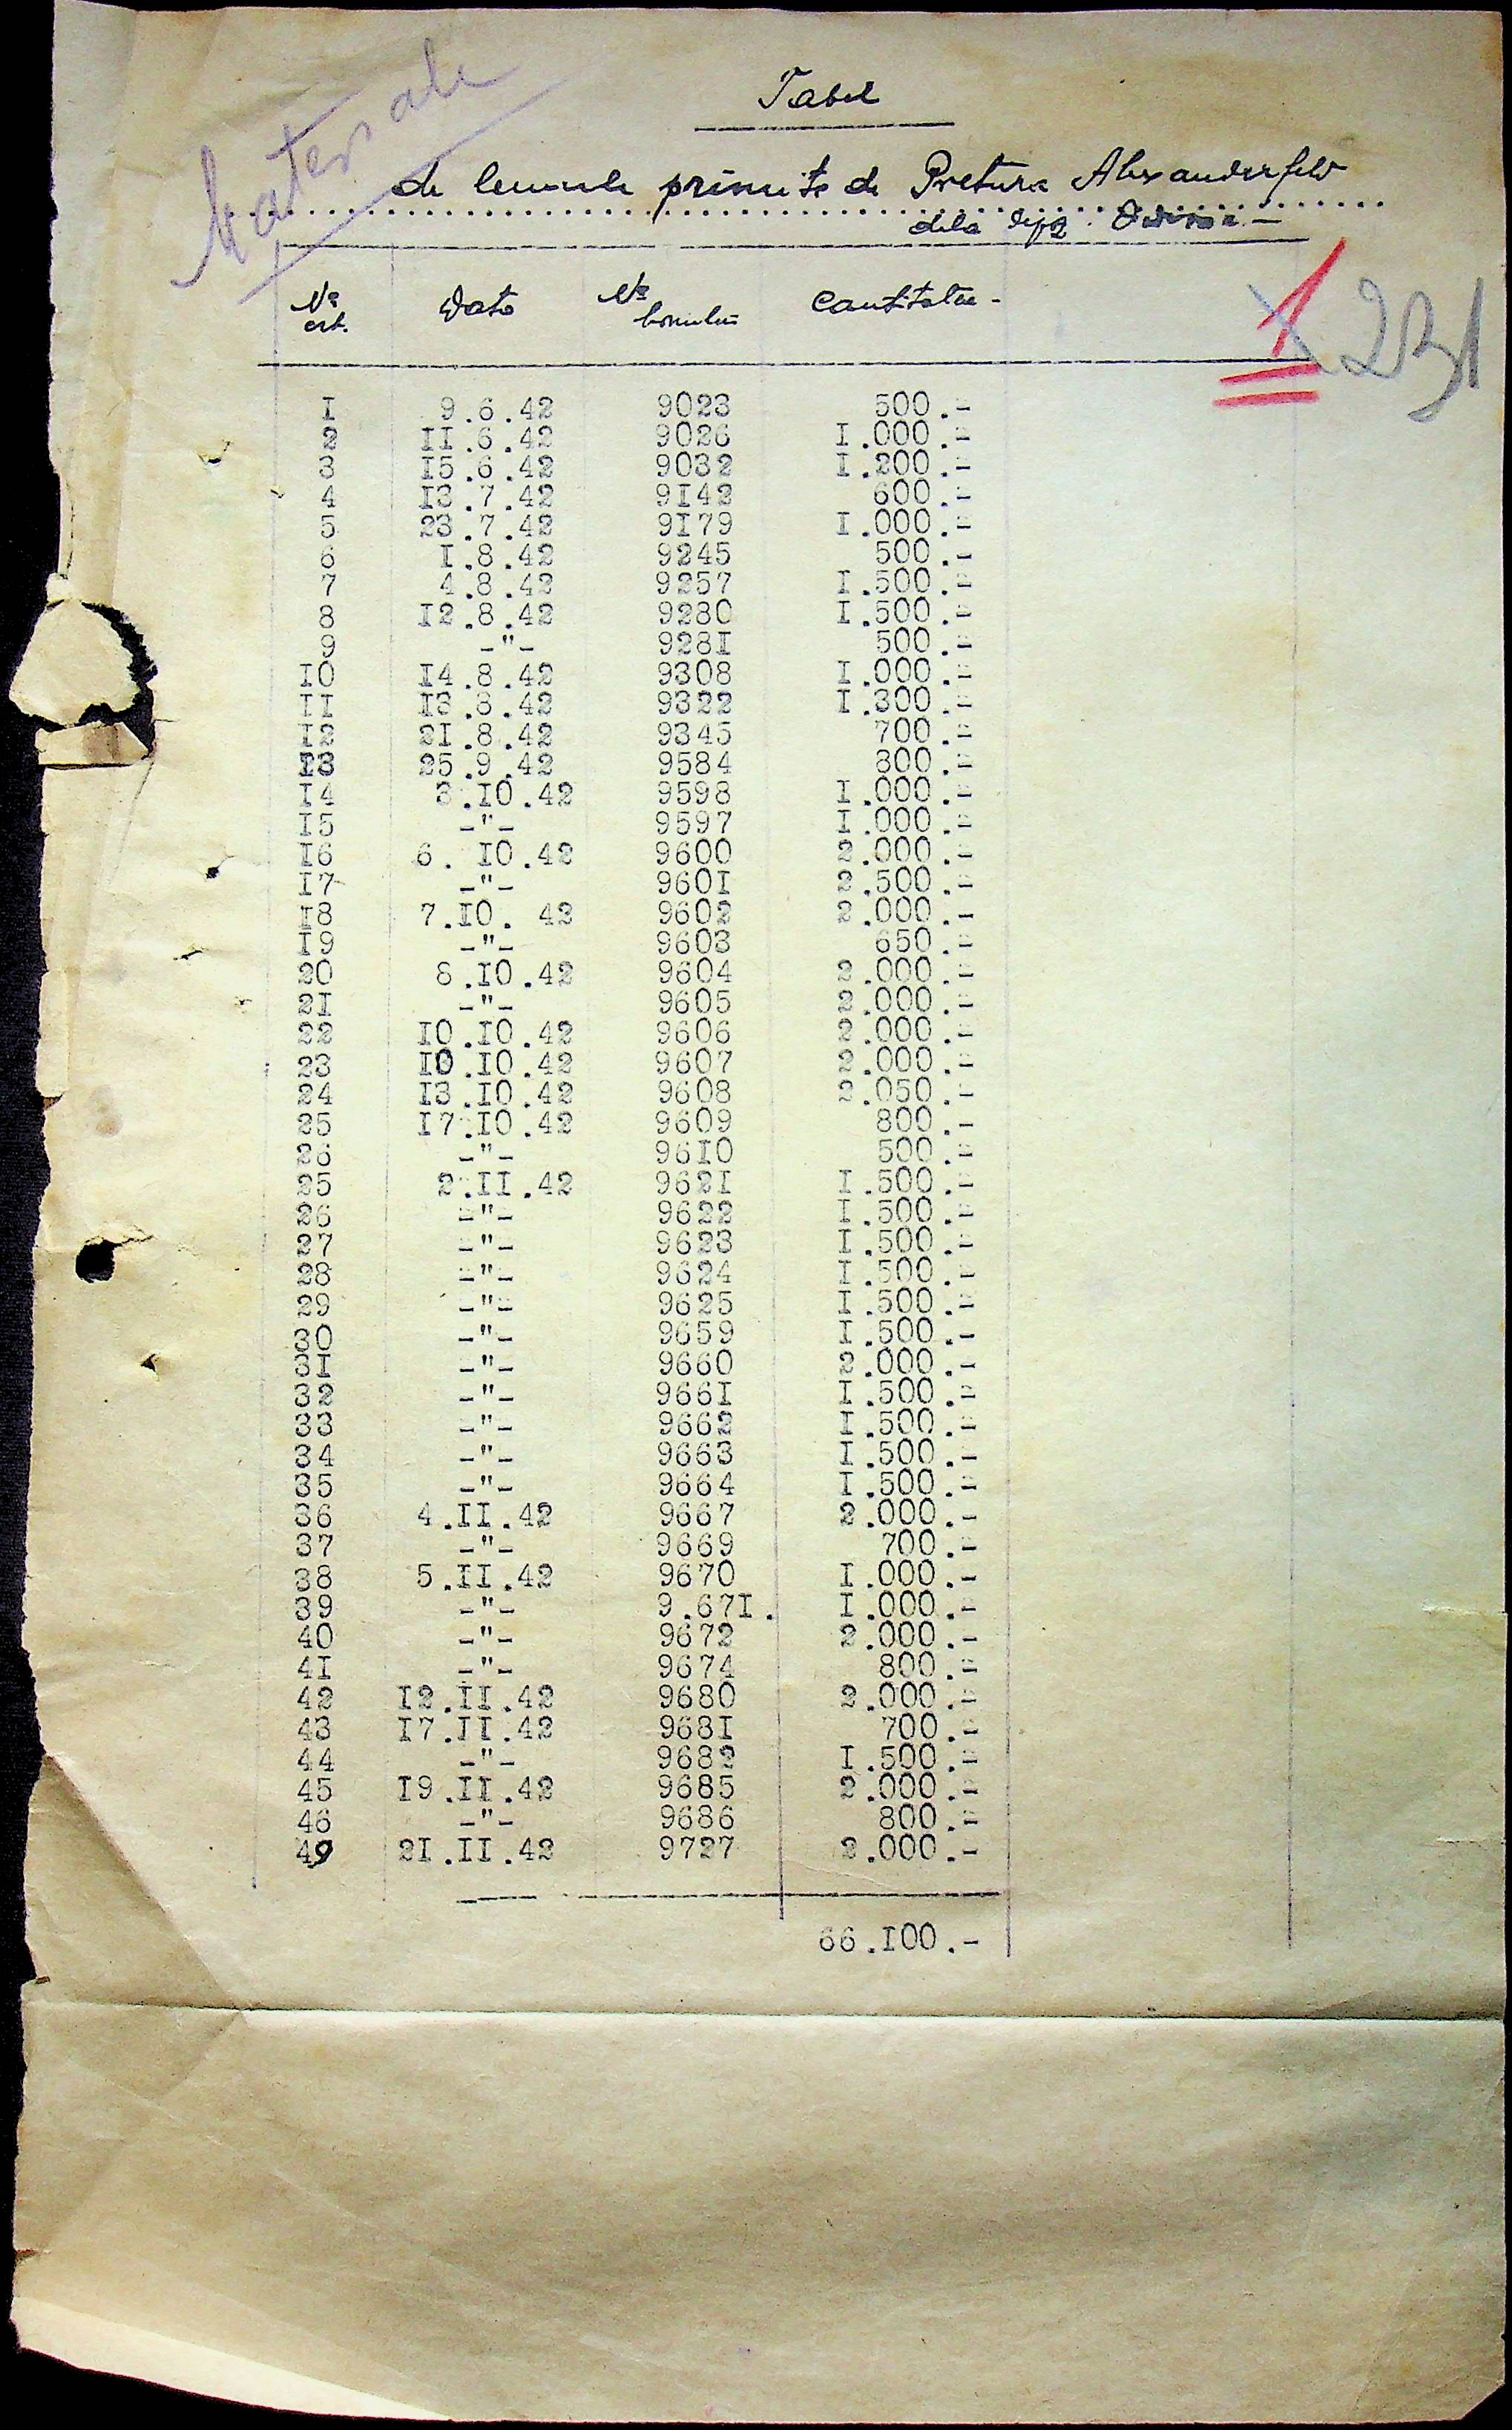 Materiale
Tabel
de lemnele primite de Pretura Alexanderfeld
dela dep.
№ crt. Data № bonului Cantitatea -
1 231
I 9.6.42 9023 500.-
2 II.6.42 9026 I.000.-
3 I5.6.42 9032 I.200.-
4 I3.7.42 9I42 600.-
5 23.7.42 9I79 I.000.-
6 I.8.42 9245 500.-
7 4.8.42 9257 I.500.-
8 I2.8.42 9280 I.500.-
9 -"- 928I 500.-
I0 I4.8.42 9308 I.000.-
II I8.8.42 9322 I.300.-
I2 2I.8.42 9345 700.-
I3 25.9.42 9584 800.-
I4 3.I0.42 9598 I.000.-
I5 -"- 9597 I.000.-
I6 6. I0.42 9600 2.000.-
I7 -"- 960I 2.500.-
I8 7.I0. 42 9602 2.000.-
I9 -"- 9603 650.-
20 8.I0.42 9604 2.000.-
2I -"- 9605 2.000.-
22 I0.I0.42 9606 2.000.-
23 I0.I0.42 9607 2.000.-
24 I3.I0.42 9608 2.050.-
25 I7.I0.42 9609 800.-
26 -"- 96I0 500.-
25 2.II.42 962I I.500.-
26 -"- 9622 I.500.-
27 -"- 9623 I.500.-
28 -"- 9624 I.500.-
29 -"- 9625 I.500.-
30 -"- 9659 I.500.-
3I -"- 9660 2.000.-
32 -"- 966I I.500.-
33 -"- 9662 I.500.-
34 -"- 9663 I.500.-
35 -"- 9664 I.500.-
36 4.II.42 9667 2.000.-
37 -"- 9669 700.-
38 5.II.42 9670 I.000.-
39 -"- 9.67I. I.000.-
40 -"- 9672 2.000.-
4I -"- 9674 800.-
42 I2.II.42 9680 2.000.-
43 I7.II.42 968I 700.-
44 -"- 9682 I.500.-
45 I9.II.42 9685 2.000.-
46 -"- 9686 800.-
49 2I.II.42 9727 2.000.-
66.I00.-